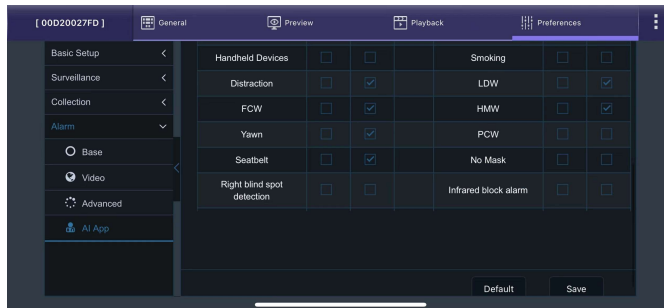 [ 00D20027FD ] General Preview Playback Preferences
Basic Setup
Surveillance
Collection
Alarm
Base
Video
Advanced
AI App
Handheld Devices Smoking
Distraction LDW
FCW HMW
Yawn PCW
Seatbelt No Mask
Right blind spot
detection Infrared block alarm
Default Save